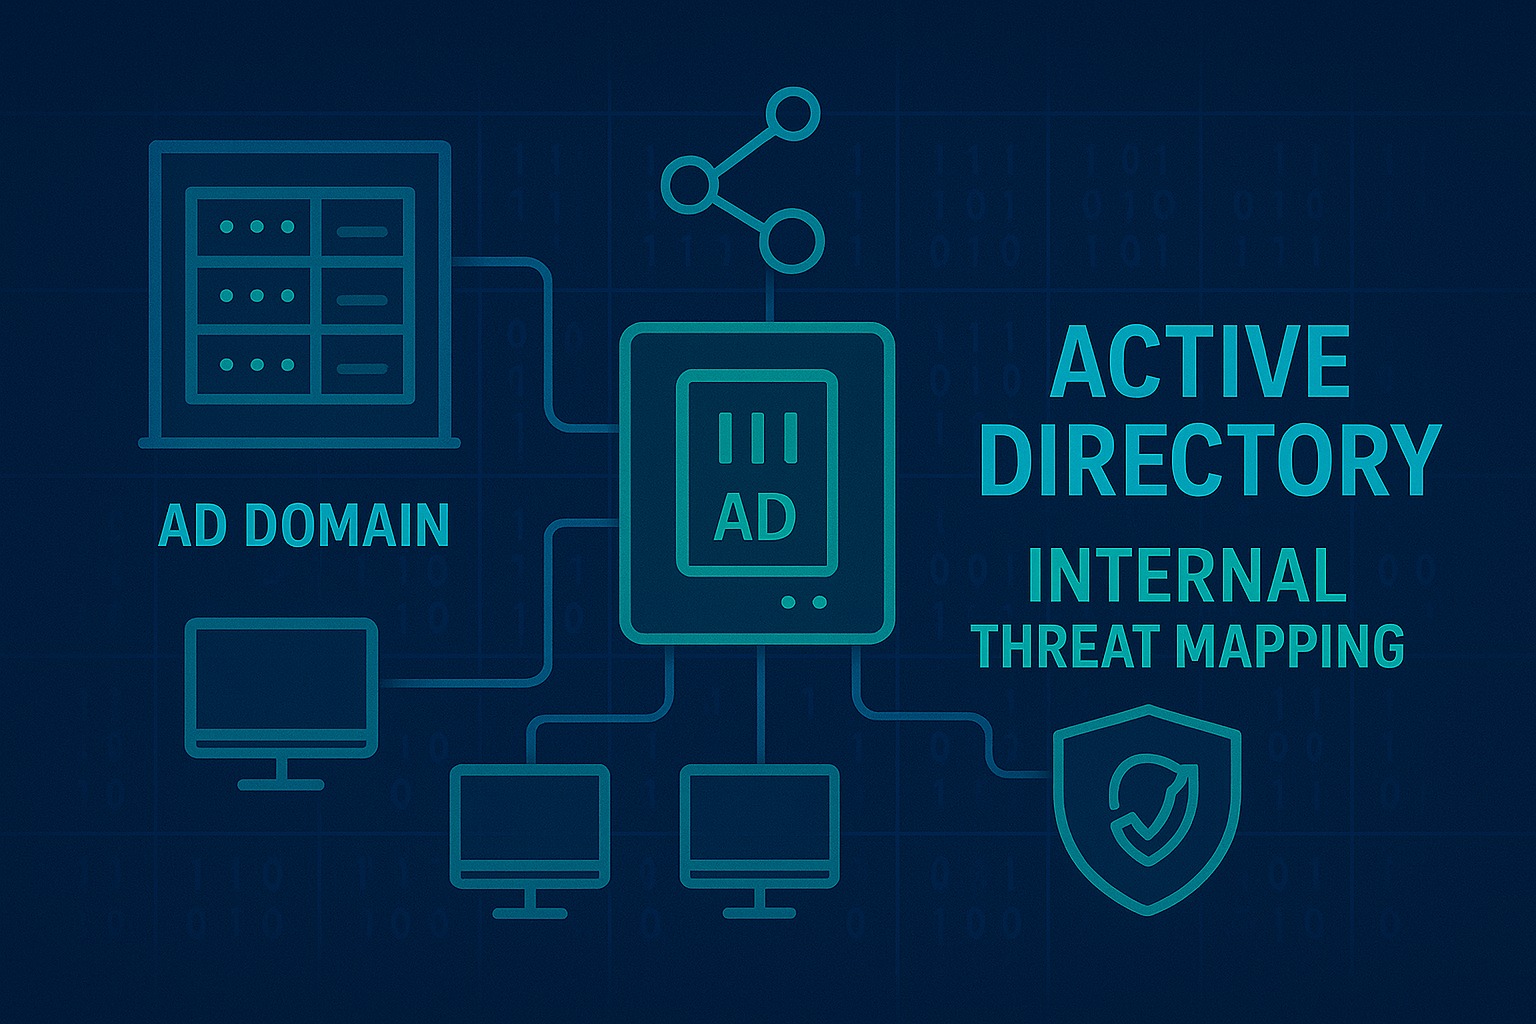 AD DOMAIN
AD
ACTIVE
DIRECTORY
INTERNAL
THREAT MAPPING